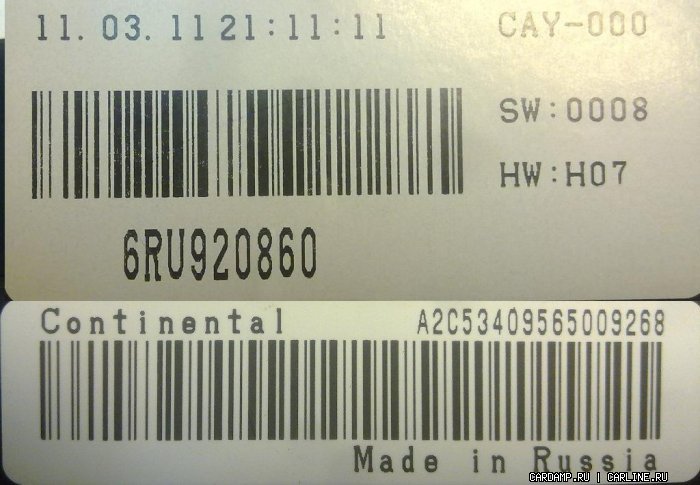 11. 03. 11 21:11:11 CAY-000
SW:0008
HW:H07
6RU920860
Continental A2C53409565009268
Made in Russia
CARDAMP.RU | CARLINE.RU